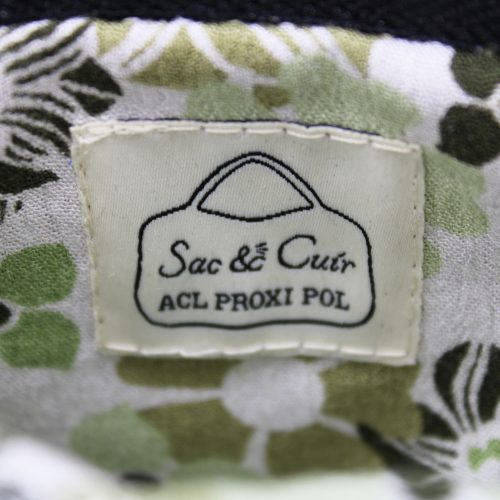 Sac & Cuir
ACL PROXI POL